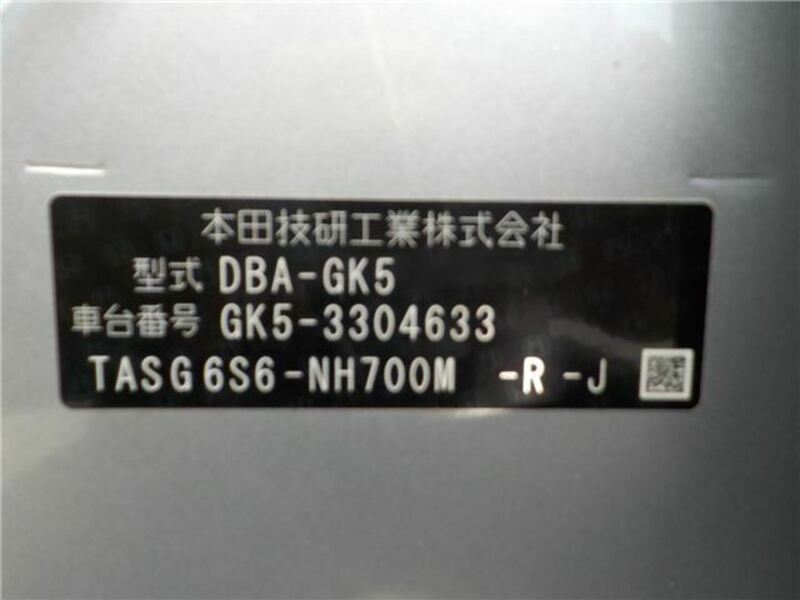 本田技研工業株式会社
型式 DBA-GK5
車台番号 GK5-3304633
TASG6S6-NH700M -R -J